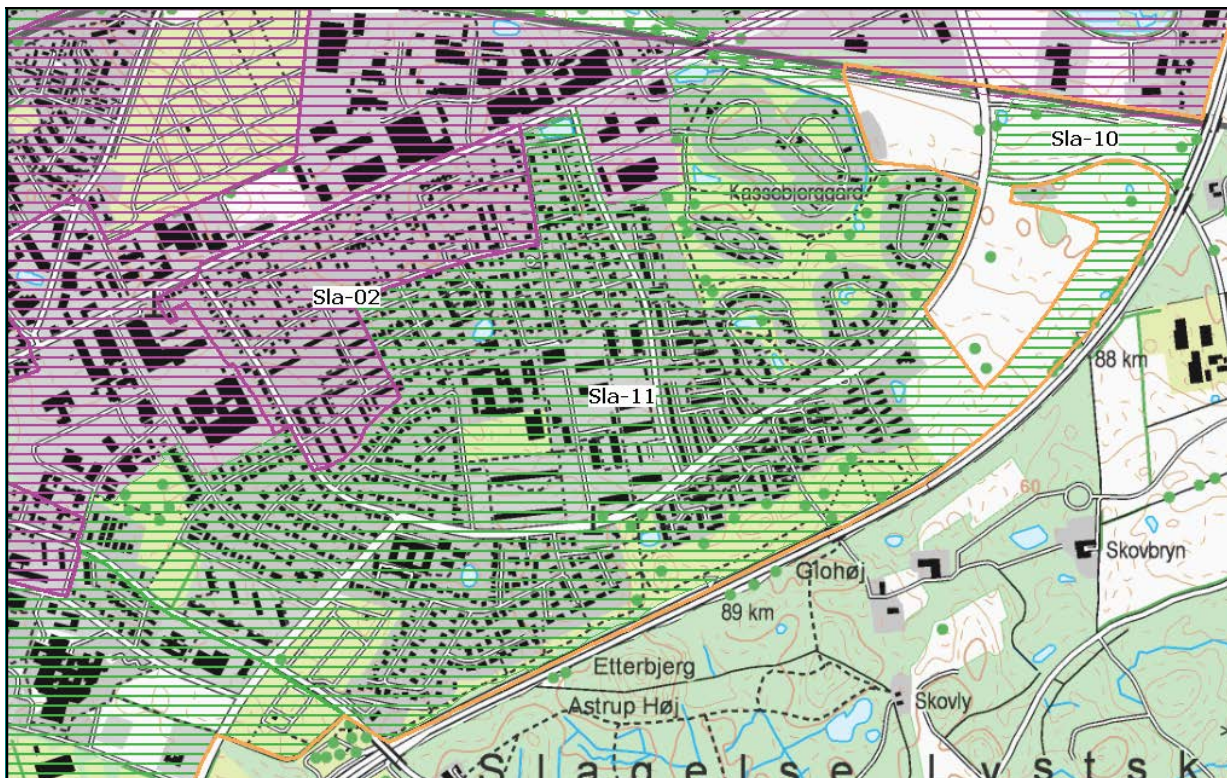 Sla-10
Kassebjerggård
Sla-02
88 km
Sla-11
60
Skovbryn
Glohøj
89 km
Etterbjerg
Skovly
Astrup Høj
Slagelse Lystsk